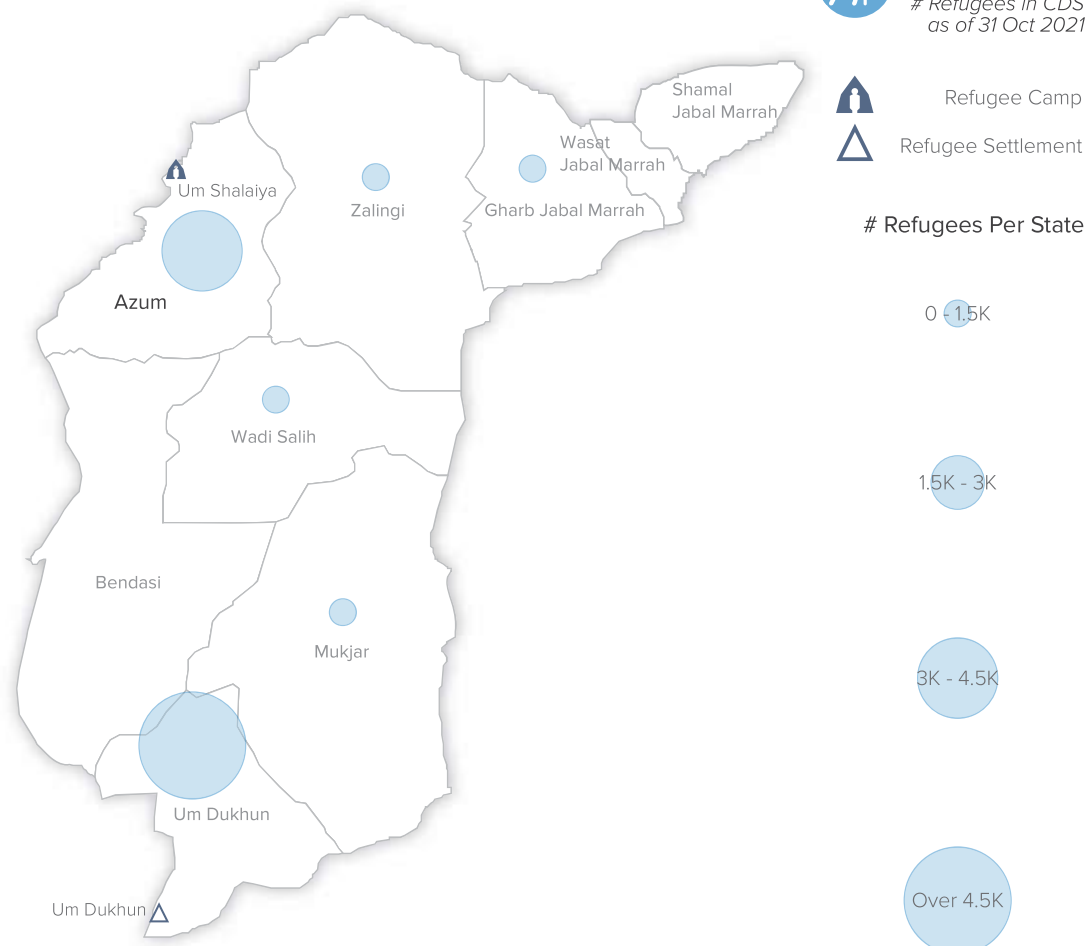 # Refugees in CDS
as of 31 Oct 2021
Refugee Camp
Refugee Settlement
# Refugees Per State
0 - 1.5K
1.5K - 3K
3K - 4.5K
Over 4.5K
Shamal
Jabal Marrah
Wasat
Jabal Marrah
Gharb Jabal Marrah
Zalingi
Um Shalaiya
Azum
Wadi Salih
Bendasi
Mukjar
Um Dukhun
Um Dukhun